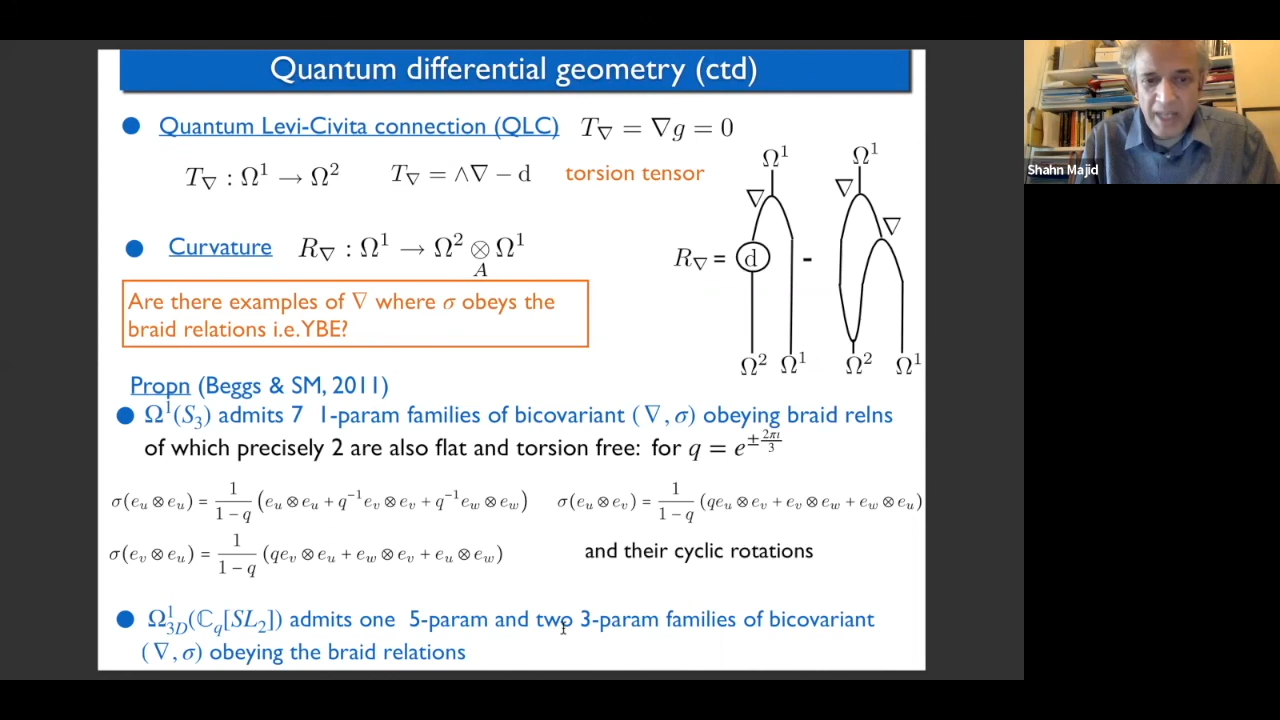 Quantum differential geometry (ctd)
Quantum Levi-Civita connection (QLC) T∇ = ∇g = 0
T∇ : Ω¹ → Ω² T∇ = ∧∇ − d torsion tensor
Curvature R∇ : Ω¹ → Ω² ⊗_A Ω¹
R∇ = d -
Ω¹ Ω¹
∇ ∇ ∇
Ω² Ω¹ Ω² Ω¹
Are there examples of ∇ where σ obeys the
braid relations i.e. YBE?
Propn (Beggs & SM, 2011)
Ω¹(S₃) admits 7 1-param families of bicovariant (∇, σ) obeying braid relns
of which precisely 2 are also flat and torsion free: for q = e^{±2πı/3}
σ(e_u ⊗ e_u) = 1/(1 − q) (e_u ⊗ e_u + q⁻¹e_v ⊗ e_v + q⁻¹e_w ⊗ e_w) σ(e_u ⊗ e_v) = 1/(1 − q) (qe_u ⊗ e_v + e_v ⊗ e_w + e_w ⊗ e_u)
σ(e_v ⊗ e_u) = 1/(1 − q) (qe_v ⊗ e_u + e_w ⊗ e_v + e_u ⊗ e_w) and their cyclic rotations
Ω¹_{3D}(ℂ_q[SL₂]) admits one 5-param and two 3-param families of bicovariant
(∇, σ) obeying the braid relations
Shahn Majid